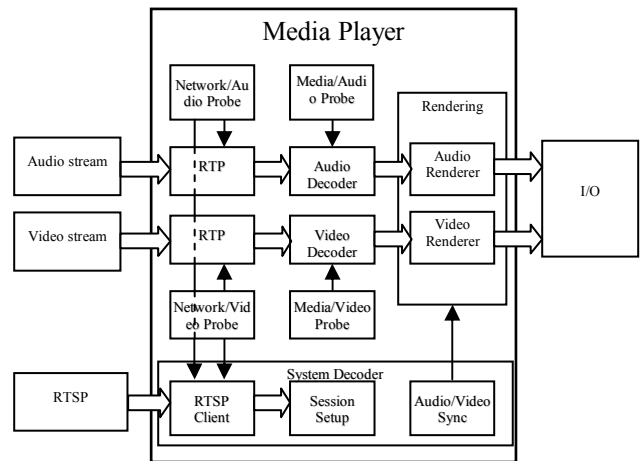 Media Player
Network/Au
dio Probe
Media/Audi
o Probe
Rendering
Audio stream
RTP
Audio
Decoder
Audio
Renderer
I/O
Video stream
RTP
Video
Decoder
Video
Renderer
Network/Vid
eo Probe
Media/Video
Probe
System Decoder
RTSP
RTSP
Client
Session
Setup
Audio/Video
Sync